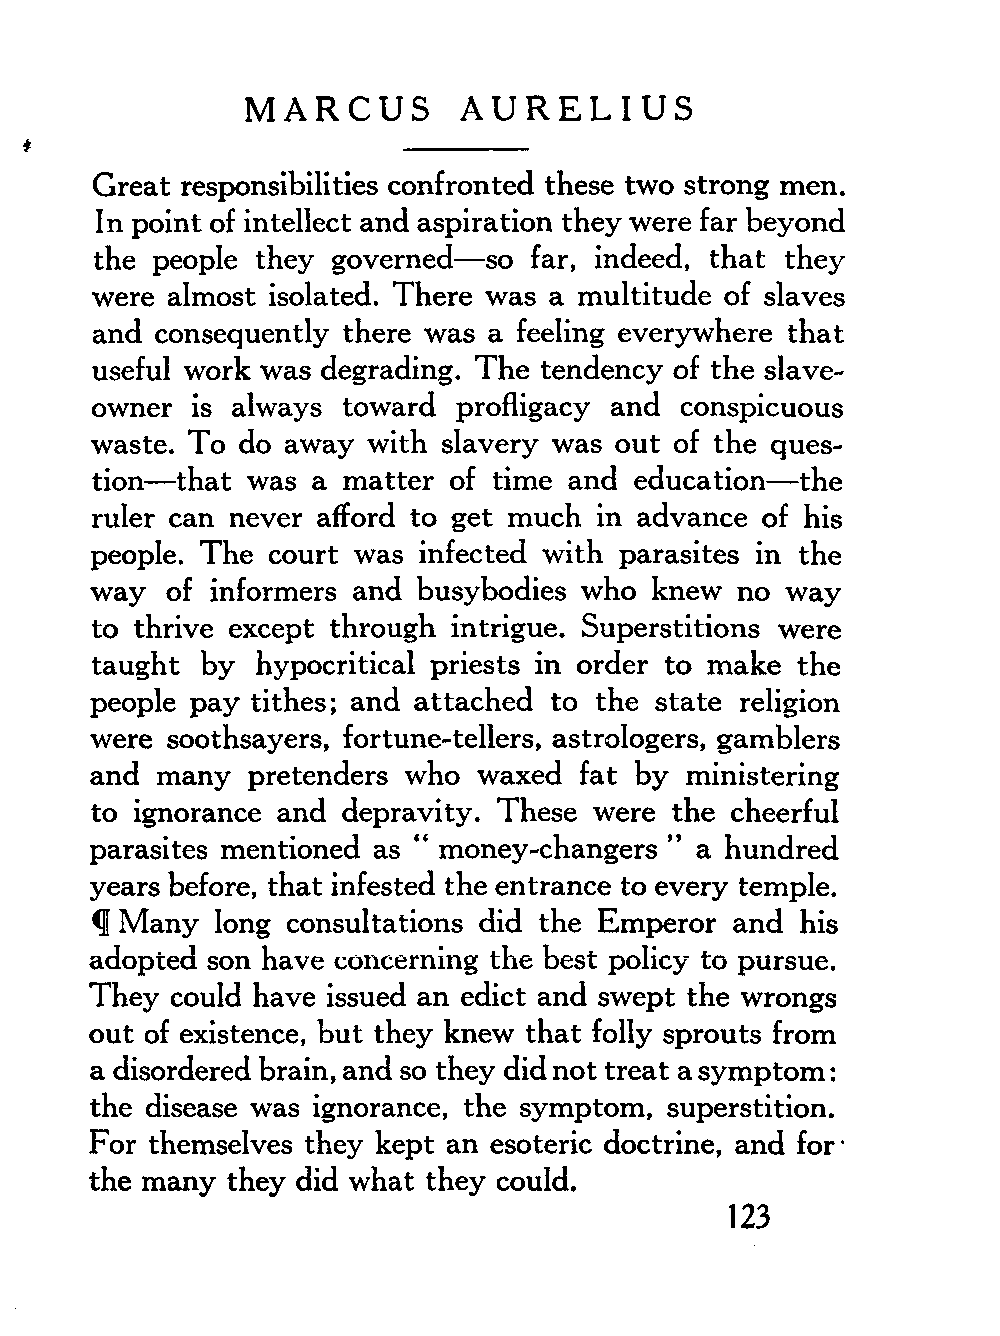 MARCUS AURELIUS
Great responsibilities confronted these two strong men.
In point of intellect and aspiration they were far beyond
the people they governed—so far, indeed, that they
were almost isolated. There was a multitude of slaves
and consequently there was a feeling everywhere that
useful work was degrading. The tendency of the slave-
owner is always toward profligacy and conspicuous
waste. To do away with slavery was out of the ques-
tion—that was a matter of time and education—the
ruler can never afford to get much in advance of his
people. The court was infected with parasites in the
way of informers and busybodies who knew no way
to thrive except through intrigue. Superstitions were
taught by hypocritical priests in order to make the
people pay tithes; and attached to the state religion
were soothsayers, fortune-tellers, astrologers, gamblers
and many pretenders who waxed fat by ministering
to ignorance and depravity. These were the cheerful
parasites mentioned as “ money-changers ” a hundred
years before, that infested the entrance to every temple.
¶ Many long consultations did the Emperor and his
adopted son have concerning the best policy to pursue.
They could have issued an edict and swept the wrongs
out of existence, but they knew that folly sprouts from
a disordered brain, and so they did not treat a symptom:
the disease was ignorance, the symptom, superstition.
For themselves they kept an esoteric doctrine, and for
the many they did what they could.
123